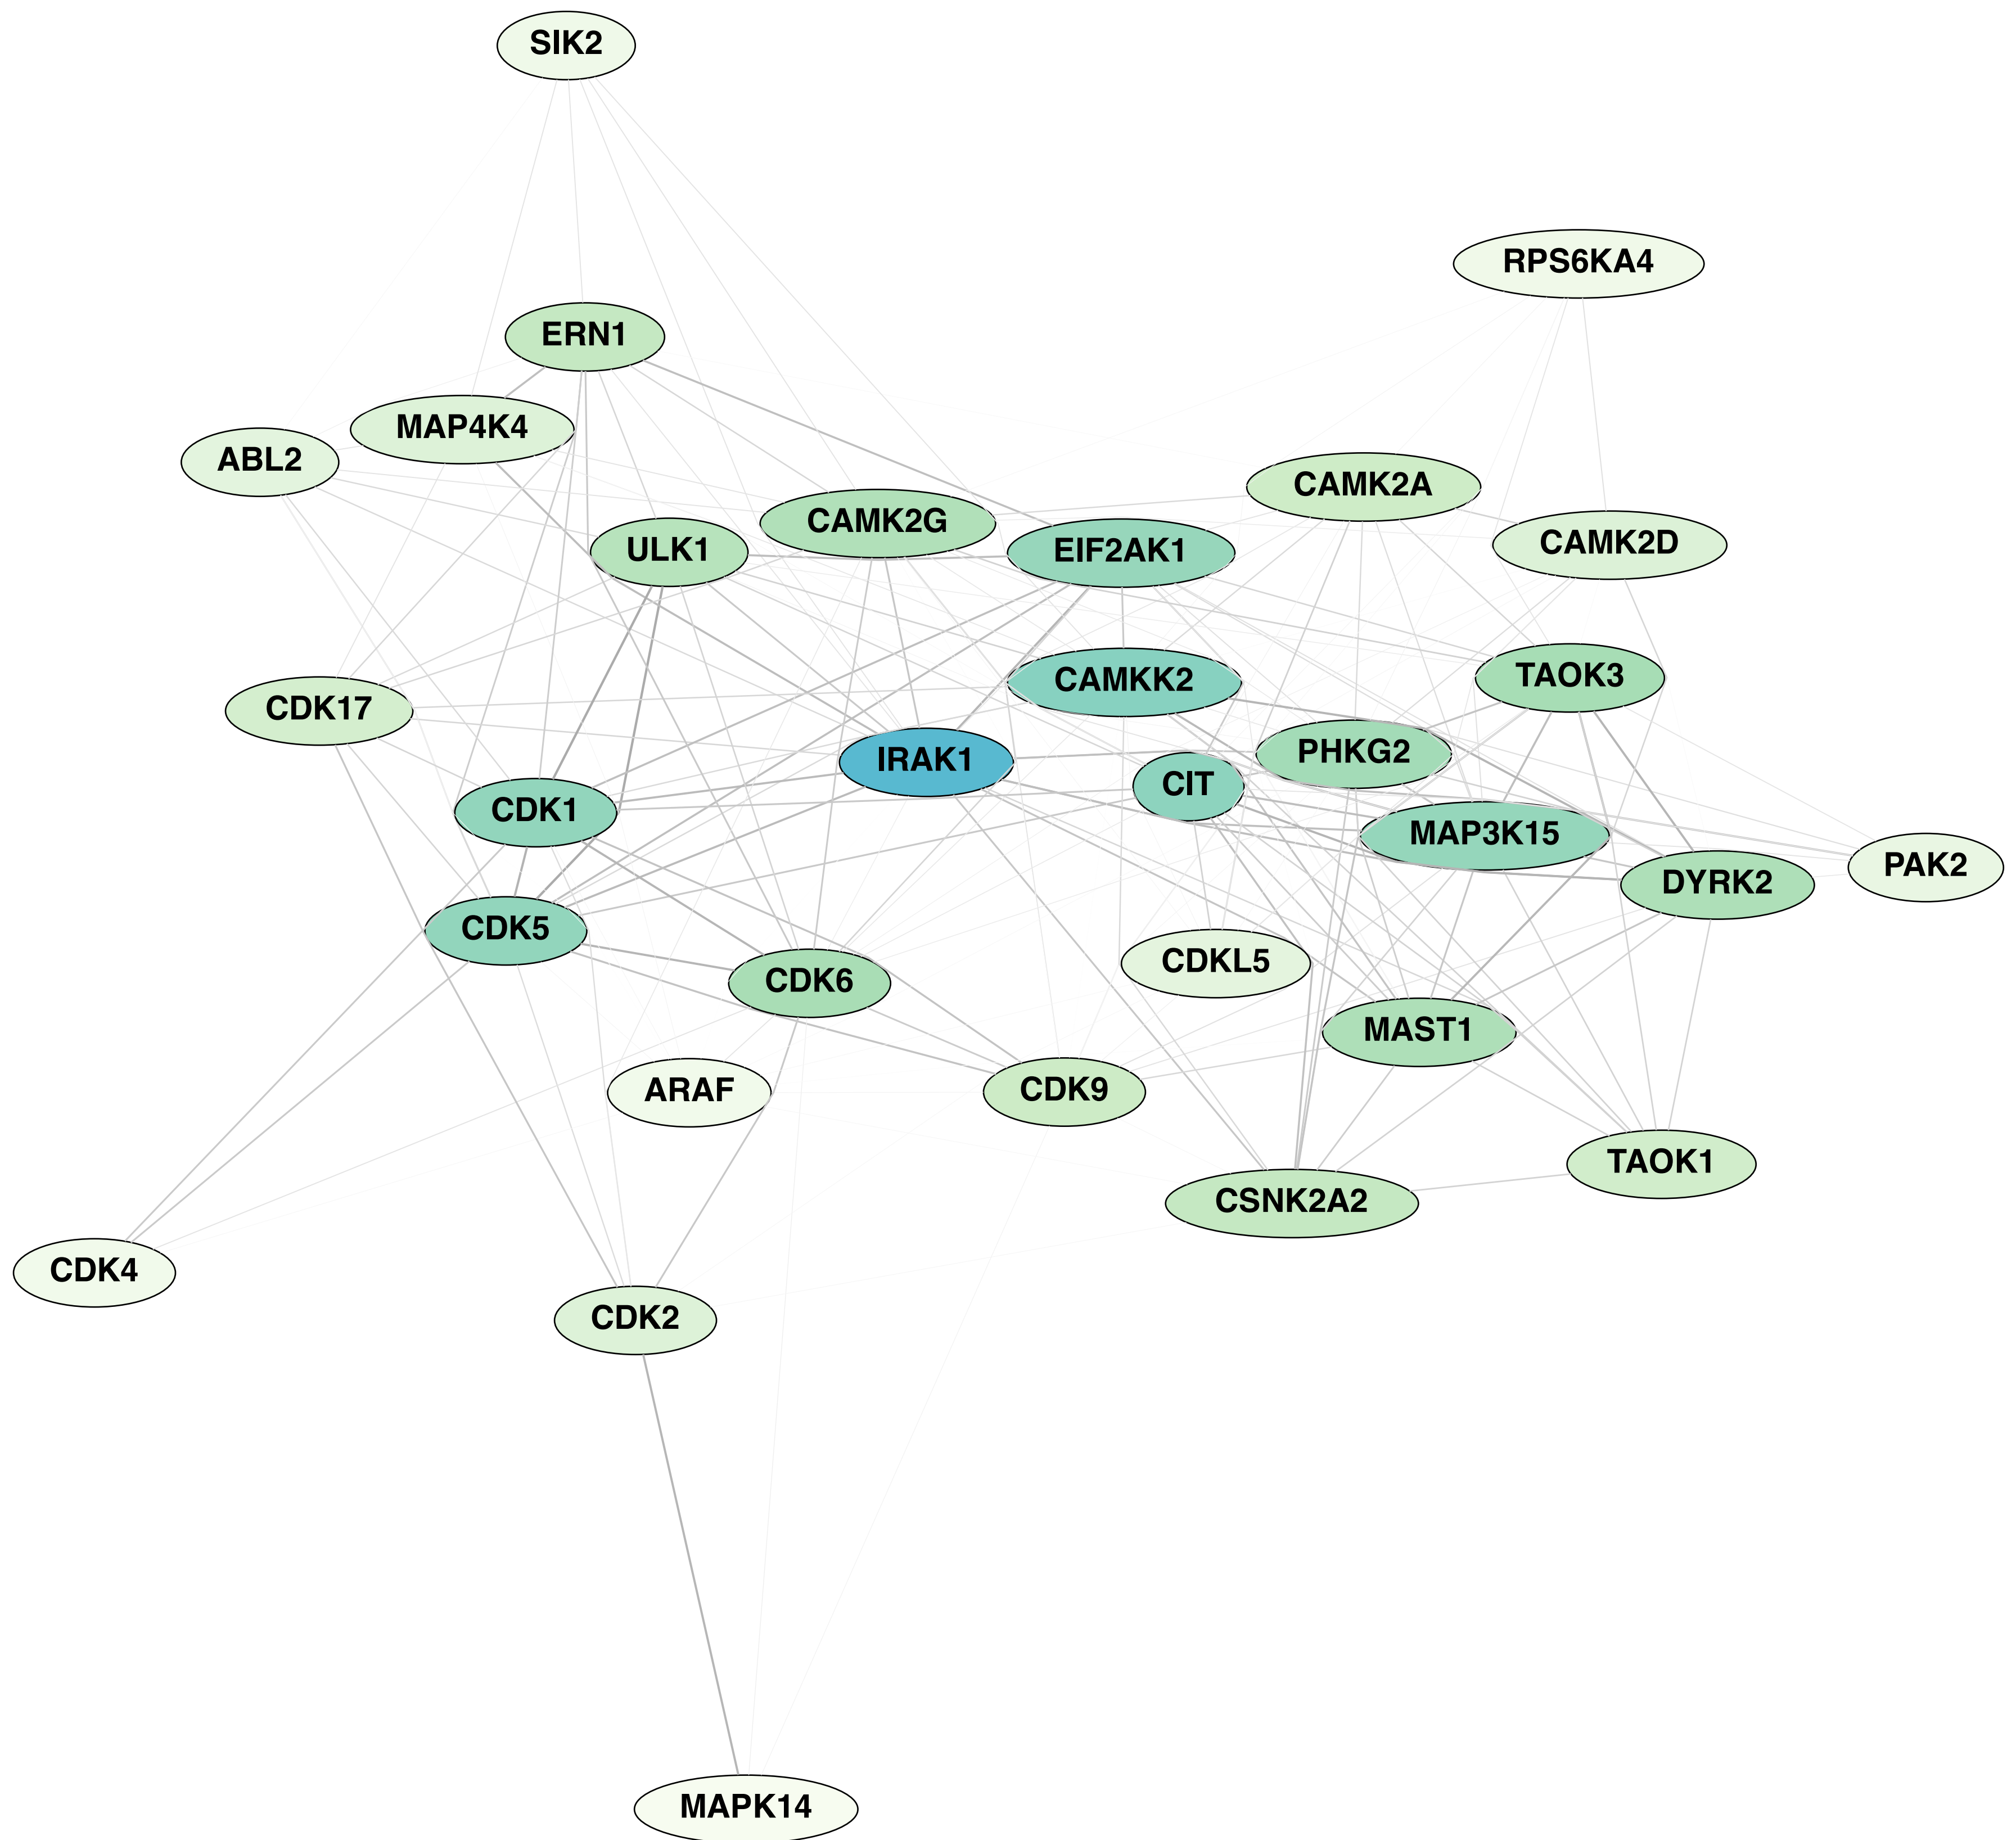 SIK2
RPS6KA4
ERN1
MAP4K4
ABL2
CAMK2A
CAMK2G
CAMK2D
ULK1
EIF2AK1
TAOK3
CAMKK2
CDK17
PHKG2
IRAK1
CIT
CDK1
MAP3K15
PAK2
DYRK2
CDK5
CDKL5
CDK6
MAST1
ARAF
CDK9
TAOK1
CSNK2A2
CDK4
CDK2
MAPK14